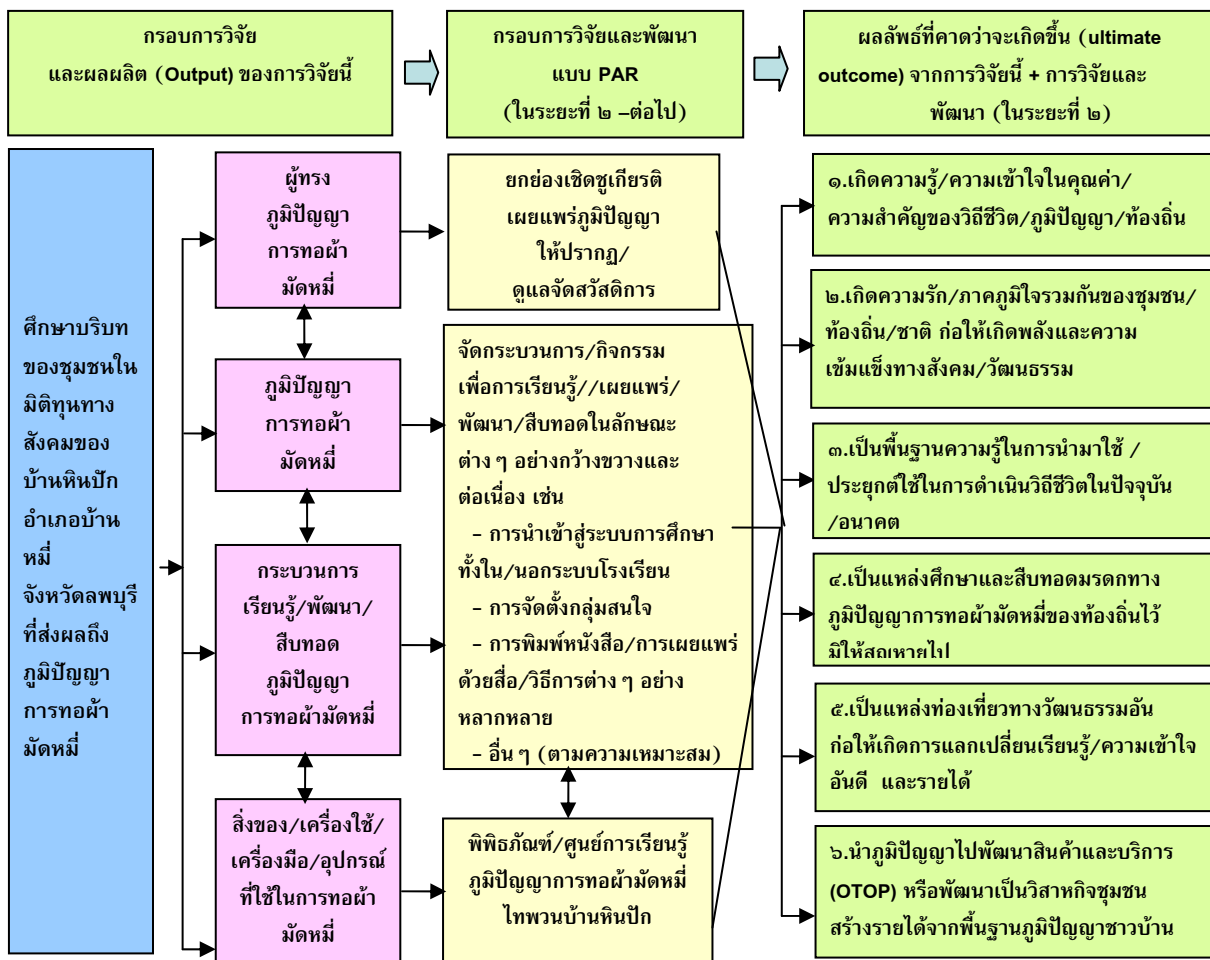 กรอบการวิจัย
และผลผลิต (Output) ของการวิจัยนี้
กรอบการวิจัยและพัฒนา
แบบ PAR
(ในระยะที่ ๒ –ต่อไป)
ผลลัพธ์ที่คาดว่าจะเกิดขึ้น (ultimate
outcome) จากการวิจัยนี้ + การวิจัยและ
พัฒนา (ในระยะที่ ๒)
ศึกษาบริบท
ของชุมชนใน
มิติทุนทาง
สังคมของ
บ้านหินปัก
อำเภอบ้าน
หมี่
จังหวัดลพบุรี
ที่ส่งผลถึง
ภูมิปัญญา
การทอผ้า
มัดหมี่
ผู้ทรง
ภูมิปัญญา
การทอผ้า
มัดหมี่
ภูมิปัญญา
การทอผ้า
มัดหมี่
กระบวนการ
เรียนรู้/พัฒนา/
สืบทอด
ภูมิปัญญา
การทอผ้ามัดหมี่
สิ่งของ/เครื่องใช้/
เครื่องมือ/อุปกรณ์
ที่ใช้ในการทอผ้า
มัดหมี่
ยกย่องเชิดชูเกียรติ
เผยแพร่ภูมิปัญญา
ให้ปรากฏ/
ดูแลจัดสวัสดิการ
จัดกระบวนการ/กิจกรรม
เพื่อการเรียนรู้//เผยแพร่/
พัฒนา/สืบทอดในลักษณะ
ต่าง ๆ อย่างกว้างขวางและ
ต่อเนื่อง เช่น
– การนำเข้าสู่ระบบการศึกษา
ทั้งใน/นอกระบบโรงเรียน
– การจัดตั้งกลุ่มสนใจ
– การพิมพ์หนังสือ/การเผยแพร่
ด้วยสื่อ/วิธีการต่าง ๆ อย่าง
หลากหลาย
– อื่น ๆ (ตามความเหมาะสม)
พิพิธภัณฑ์/ศูนย์การเรียนรู้
ภูมิปัญญาการทอผ้ามัดหมี่
ไทพวนบ้านหินปัก
๑.เกิดความรู้/ความเข้าใจในคุณค่า/
ความสำคัญของวิถีชีวิต/ภูมิปัญญา/ท้องถิ่น
๒.เกิดความรัก/ภาคภูมิใจรวมกันของชุมชน/
ท้องถิ่น/ชาติ ก่อให้เกิดพลังและความ
เข้มแข็งทางสังคม/วัฒนธรรม
๓.เป็นพื้นฐานความรู้ในการนำมาใช้ /
ประยุกต์ใช้ในการดำเนินวิถีชีวิตในปัจจุบัน
/อนาคต
๔.เป็นแหล่งศึกษาและสืบทอดมรดกทาง
ภูมิปัญญาการทอผ้ามัดหมี่ของท้องถิ่นไว้
มิให้สูญหายไป
๕.เป็นแหล่งท่องเที่ยวทางวัฒนธรรมอัน
ก่อให้เกิดการแลกเปลี่ยนเรียนรู้/ความเข้าใจ
อันดี และรายได้
๖.นำภูมิปัญญาไปพัฒนาสินค้าและบริการ
(OTOP) หรือพัฒนาเป็นวิสาหกิจชุมชน
สร้างรายได้จากพื้นฐานภูมิปัญญาชาวบ้าน